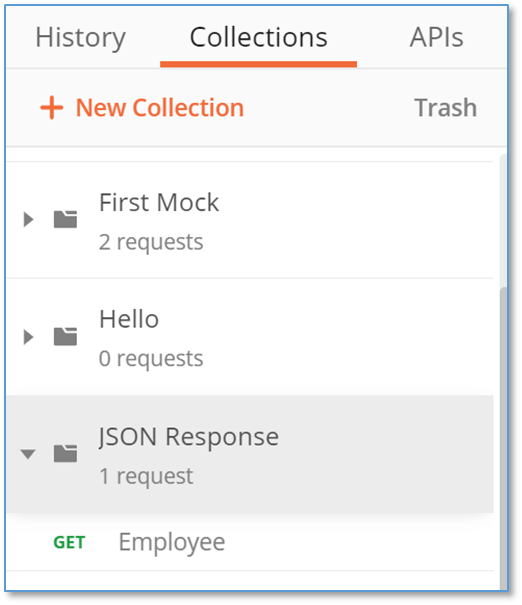 History Collections APIs
+ New Collection Trash
First Mock
2 requests
Hello
0 requests
JSON Response
1 request
GET Employee